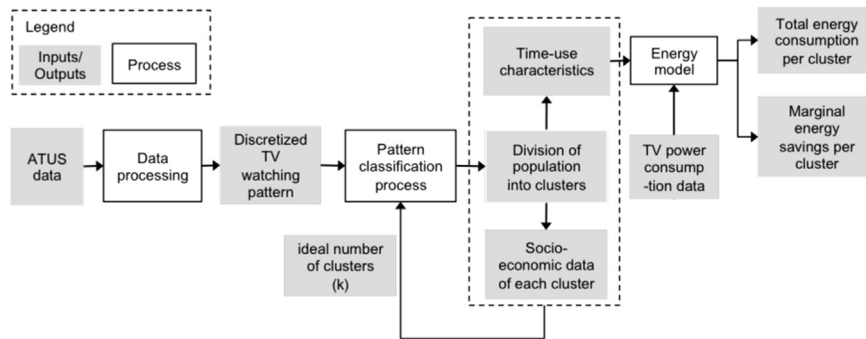 Legend
Inputs/
Outputs
Process
ATUS
data
Data
processing
Discretized
TV
watching
pattern
Pattern
classification
process
ideal number
of clusters
(k)
Time-use
characteristics
Division of
population
into clusters
Socio-
economic data
of each cluster
Energy
model
TV power
consump
-tion data
Total energy
consumption
per cluster
Marginal
energy
savings per
cluster